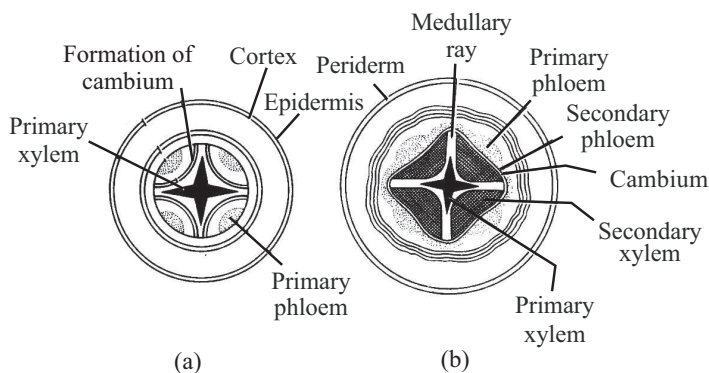 Formation of
cambium
Cortex
Epidermis
Primary
xylem
Primary
phloem
(a)
Medullary
ray
Periderm
Primary
phloem
Secondary
phloem
Cambium
Secondary
xylem
Primary
xylem
(b)